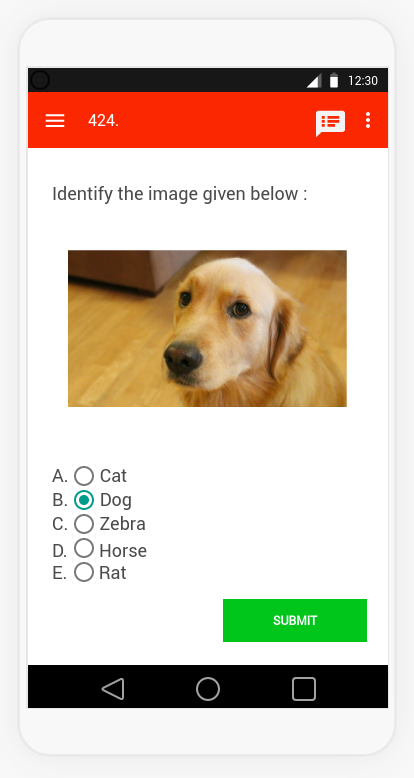 12:30
424.
Identify the image given below :
A. Cat
B. Dog
C. Zebra
D. Horse
E. Rat
SUBMIT